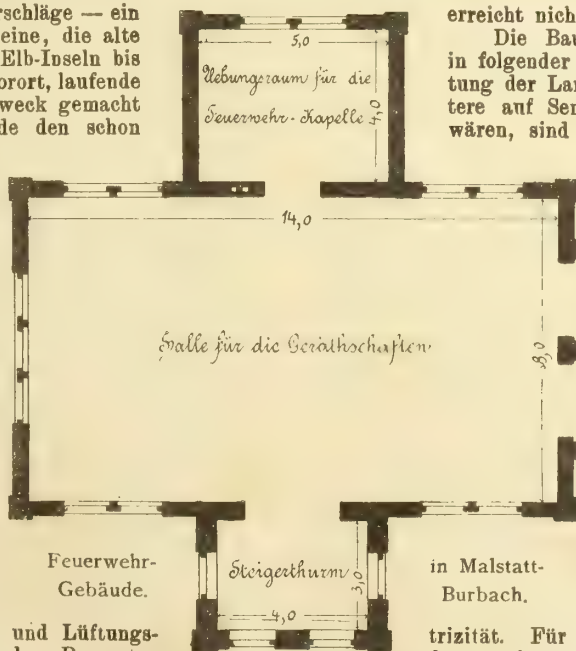 rschläge — ein
eine, die alte
Elb-Inseln bis
orort, laufende
weck gemacht
de den schon
erreicht nich
Die Bau
in folgender
tung der Lan
tere auf Sen
wären, sind
5,0
Uebungsraum für die
Feuerwehr-Kapelle
4,0
14,0
Halle für die Geräthschaften
8,0
Feuerwehr-
Gebäude.
Steigerthurm
3,0
4,0
in Malstatt-
Burbach.
und Lüftungs-
trizität. Für